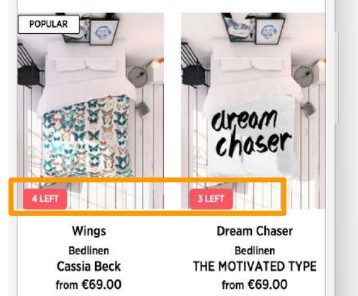 POPULAR
dream
chaser
4 LEFT
3 LEFT
Wings
Bedlinen
Cassia Beck
from €69.00
Dream Chaser
Bedlinen
THE MOTIVATED TYPE
from €69.00